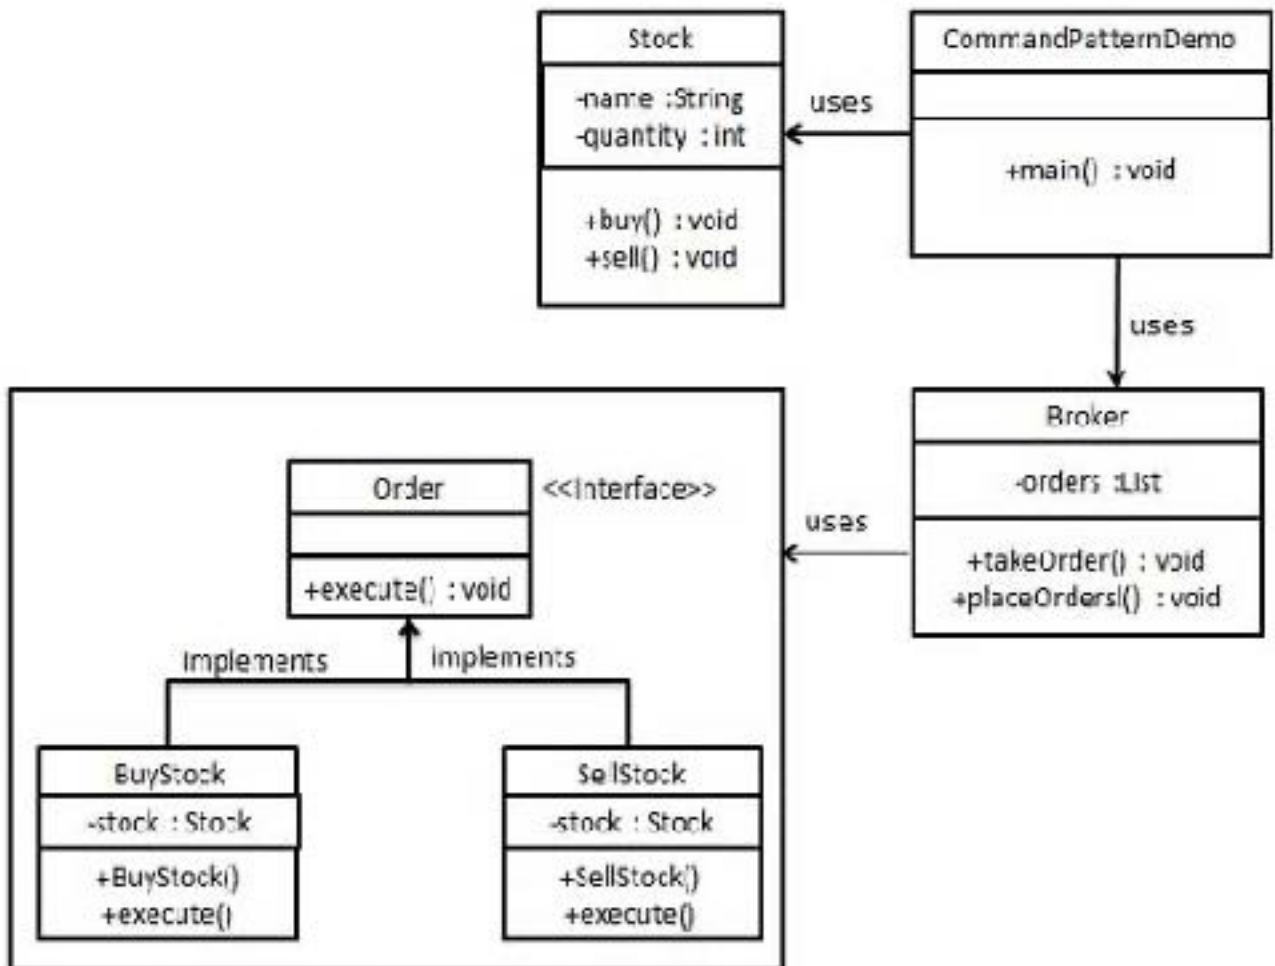 Stock
-name :String
-quantity : int
+buy() : void
+sell() : void
uses
CommandPatternDemo
+main() : void
uses
Broker
-orders :List
+takeOrder() : void
+placeOrders() : void
uses
Order
<<Interface>>
+execute() : void
implements
implements
BuyStock
-stock : Stock
+BuyStock()
+execute()
SellStock
-stock : Stock
+SellStock()
+execute()